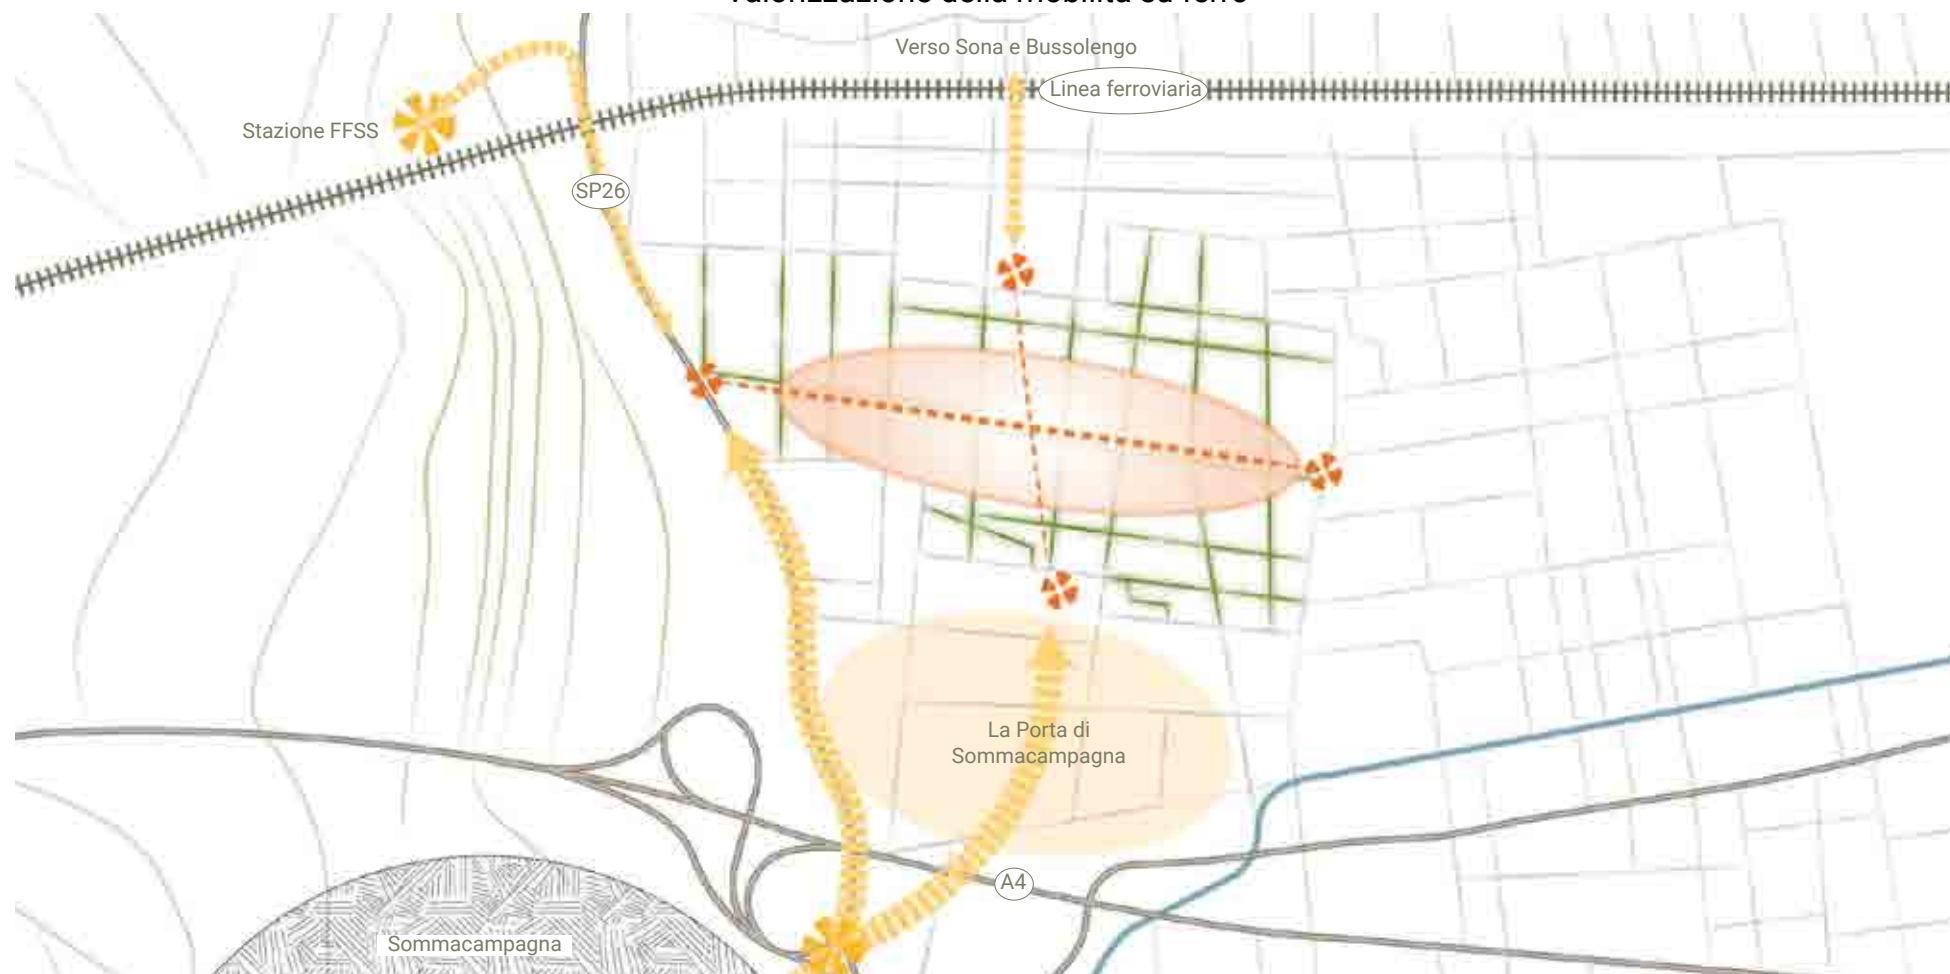 Verso Sona e Bussolengo
Linea ferroviaria
Stazione FFSS
SP26
La Porta di
Sommacampagna
A4
Sommacampagna